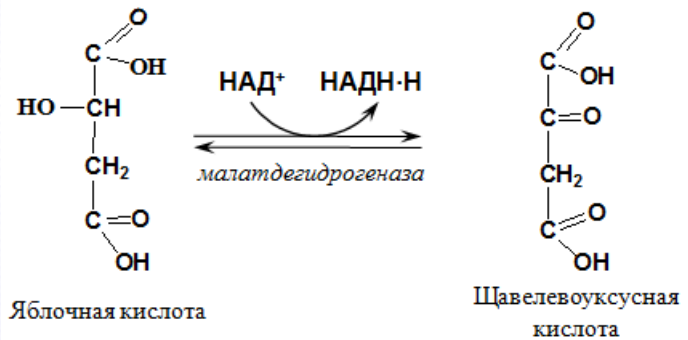 O
C
OH
HO
CH
CH₂
C=O
OH
Яблочная кислота
НАД⁺ НАДН·Н
малатдегидрогеназа
O
C
OH
C=O
CH₂
C
O
OH
Щавелевоуксусная
кислота